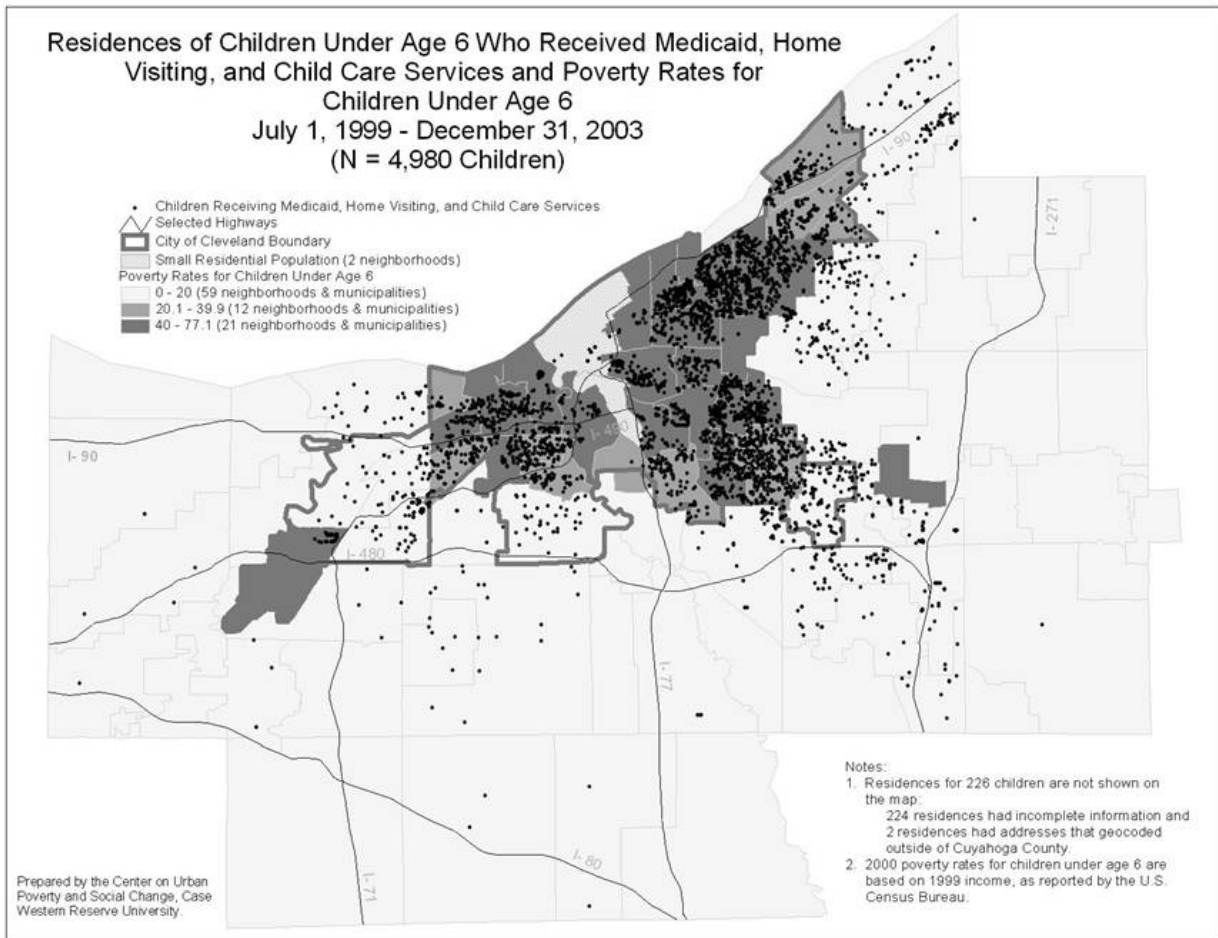 Residences of Children Under Age 6 Who Received Medicaid, Home
Visiting, and Child Care Services and Poverty Rates for
Children Under Age 6
July 1, 1999 - December 31, 2003
(N = 4,980 Children)
Children Receiving Medicaid, Home Visiting, and Child Care Services
Selected Highways
City of Cleveland Boundary
Small Residential Population (2 neighborhoods)
Poverty Rates for Children Under Age 6
0 - 20 (59 neighborhoods & municipalities)
20.1 - 39.9 (12 neighborhoods & municipalities)
40 - 77.1 (21 neighborhoods & municipalities)
I- 90
I- 271
I- 490
I- 90
I- 480
I- 77
I- 80
I- 71
Notes:
1. Residences for 226 children are not shown on
the map:
224 residences had incomplete information and
2 residences had addresses that geocoded
outside of Cuyahoga County.
2. 2000 poverty rates for children under age 6 are
based on 1999 income, as reported by the U.S.
Census Bureau.
Prepared by the Center on Urban
Poverty and Social Change, Case
Western Reserve University.